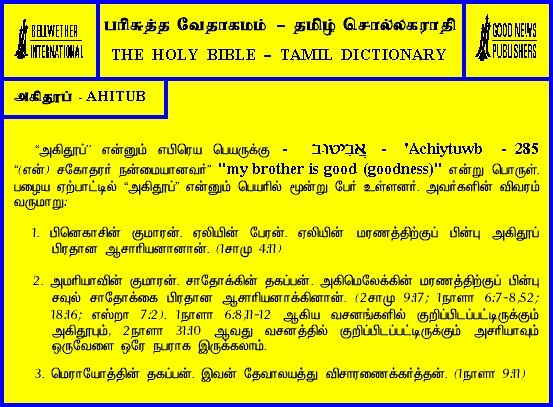 BELLWETHER
INTERNATIONAL
பரிசுத்த வேதாகமம் – தமிழ் சொல்லகராதி
THE HOLY BIBLE – TAMIL DICTIONARY
GOOD NEWS
PUBLISHERS
அகிதூப் - AHITUB
“அகிதூப்” என்னும் எபிரெய பெயருக்கு - אֲבִיטוּב - 'Achiytuwb - 285
“(என்) சகோதரர் நன்மையானவர்” "my brother is good (goodness)" என்று பொருள்.
பழைய ஏற்பாட்டில் “அகிதூப்” என்னும் பெயரில் மூன்று பேர் உள்ளனர். அவர்களின் விவரம்
வருமாறு:
1. பினெகாசின் குமாரன். ஏலியின் பேரன். ஏலியின் மரணத்திற்குப் பின்பு அகிதூப்
பிரதான ஆசாரியனானான். (1சாமு 4:11)
2. அமரியாவின் குமாரன். சாதோக்கின் தகப்பன். அகிமெலேக்கின் மரணத்திற்குப் பின்பு
சவுல் சாதோக்கை பிரதான ஆசாரியனாக்கினான். (2சாமு 9:17; 1நாளா 6:7-8,52;
18:16; எஸ்றா 7:2). 1நாளா 6:8,11-12 ஆகிய வசனங்களில் குறிப்பிடப்பட்டிருக்கும்
அகிதூபும், 2நாளா 31:10 ஆவது வசனத்தில் குறிப்பிடப்பட்டிருக்கும் அசரியாவும்
ஒருவேளை ஒரே நபராக இருக்கலாம்.
3. மெராயோத்தின் தகப்பன். இவன் தேவாலயத்து விசாரணைக்கர்த்தன். (1நாளா 9:11)